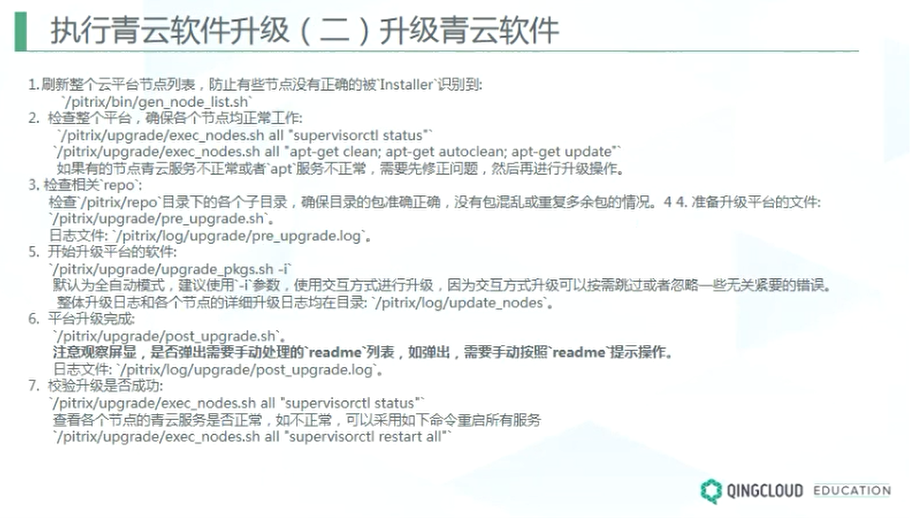 执行青云软件升级（二）升级青云软件
1.刷新整个云平台节点列表，防止有些节点没有正确的被`Installer`识别到:
`/pitrix/bin/gen_node_list.sh`
2. 检查整个平台，确保各个节点均正常工作:
`/pitrix/upgrade/exec_nodes.sh all "supervisorctl status"`
`/pitrix/upgrade/exec_nodes.sh all "apt-get clean; apt-get autoclean; apt-get update"`
如果有的节点青云服务不正常或者`apt`服务不正常，需要先修正问题，然后再进行升级操作。
3. 检查相关`repo`:
检查`/pitrix/repo`目录下的各个子目录，确保目录的包准确正确，没有包混乱或重复多余包的情况。4 4. 准备升级平台的文件:
`/pitrix/upgrade/pre_upgrade.sh`。
日志文件: `/pitrix/log/upgrade/pre_upgrade.log`。
5. 开始升级平台的软件:
`/pitrix/upgrade/upgrade_pkgs.sh -i`
默认为全自动模式，建议使用`-i`参数，使用交互方式进行升级，因为交互方式升级可以按需跳过或者忽略一些无关紧要的错误。
整体升级日志和各个节点的详细升级日志均在目录: `/pitrix/log/update_nodes`。
6. 平台升级完成:
`/pitrix/upgrade/post_upgrade.sh`。
注意观察屏显，是否弹出需要手动处理的`readme`列表，如弹出，需要手动按照`readme`提示操作。
日志文件: `/pitrix/log/upgrade/post_upgrade.log`。
7. 校验升级是否成功:
`/pitrix/upgrade/exec_nodes.sh all "supervisorctl status"`
查看各个节点的青云服务是否正常，如不正常，可以采用如下命令重启所有服务
`/pitrix/upgrade/exec_nodes.sh all "supervisorctl restart all"`
QINGCLOUD EDUCATION